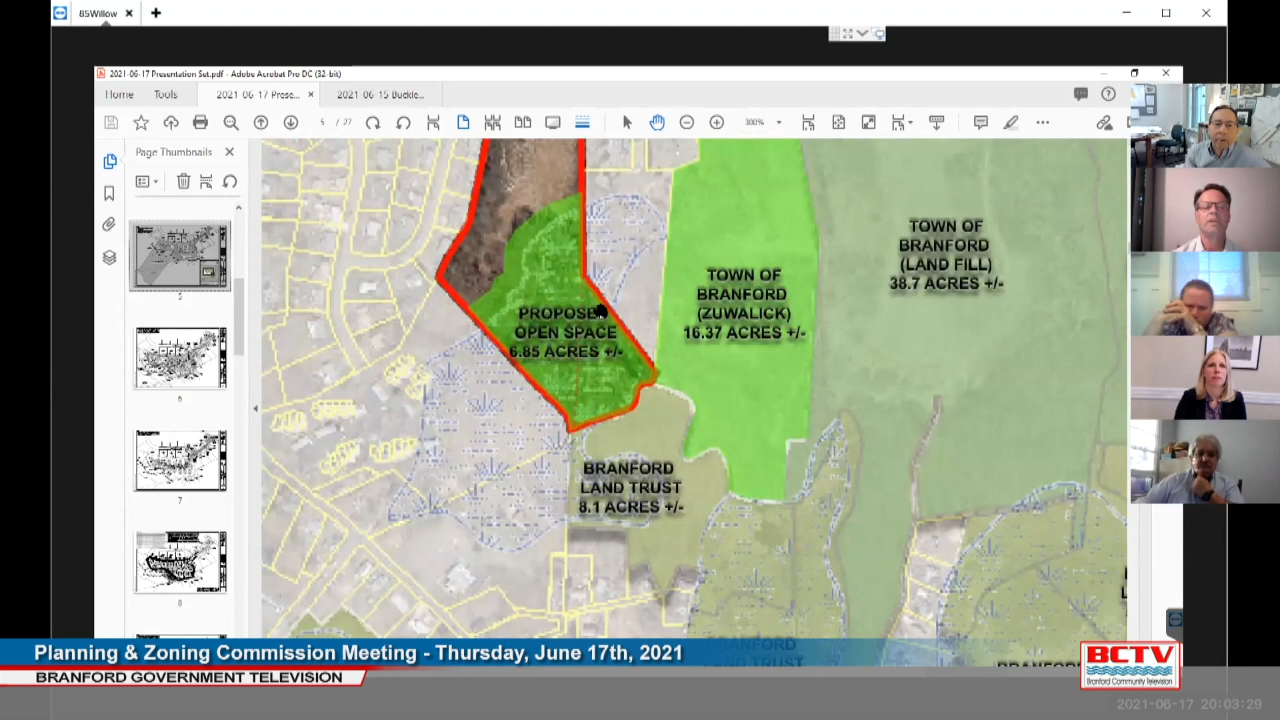 85Willow
2021-06-17 Presentation Set.pdf - Adobe Acrobat Pro DC (32-bit)
Home Tools 2021-06-17 Prese... 2021-06-15 Buckle...
5 / 27 300%
Page Thumbnails
5
6
7
8
PROPOSE
OPEN SPACE
6.85 ACRES +/-
TOWN OF
BRANFORD
(ZUWALICK)
16.37 ACRES +/-
TOWN OF
BRANFORD
(LAND FILL)
38.7 ACRES +/-
BRANFORD
LAND TRUST
8.1 ACRES +/-
BRANFORD
LAND TRUST
Planning & Zoning Commission Meeting - Thursday, June 17th, 2021
BRANFORD GOVERNMENT TELEVISION
BCTV
Branford Community Television
2021-06-17 20:03:29